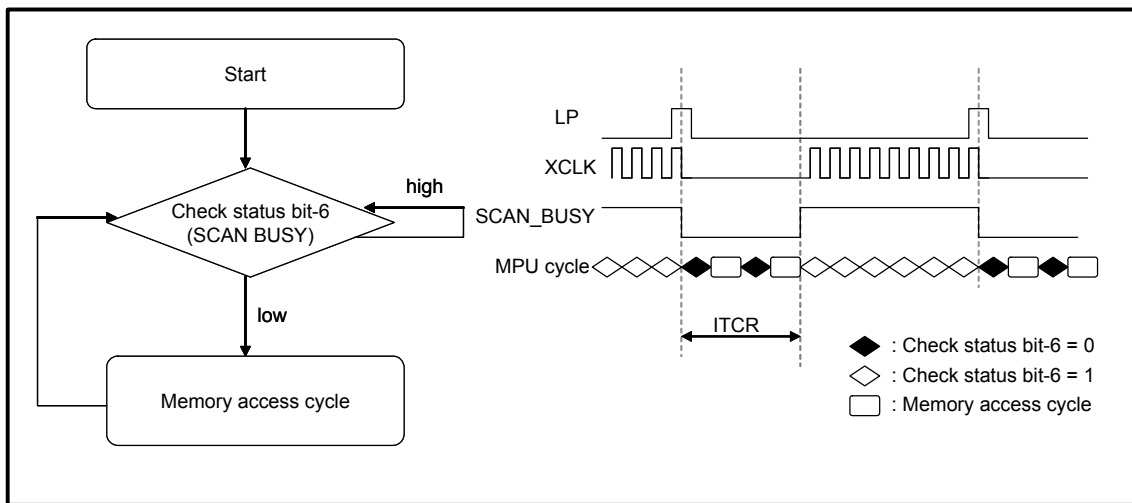 Start
Check status bit-6
(SCAN BUSY)
high
low
Memory access cycle
LP
XCLK
SCAN_BUSY
MPU cycle
ITCR
: Check status bit-6 = 0
: Check status bit-6 = 1
: Memory access cycle